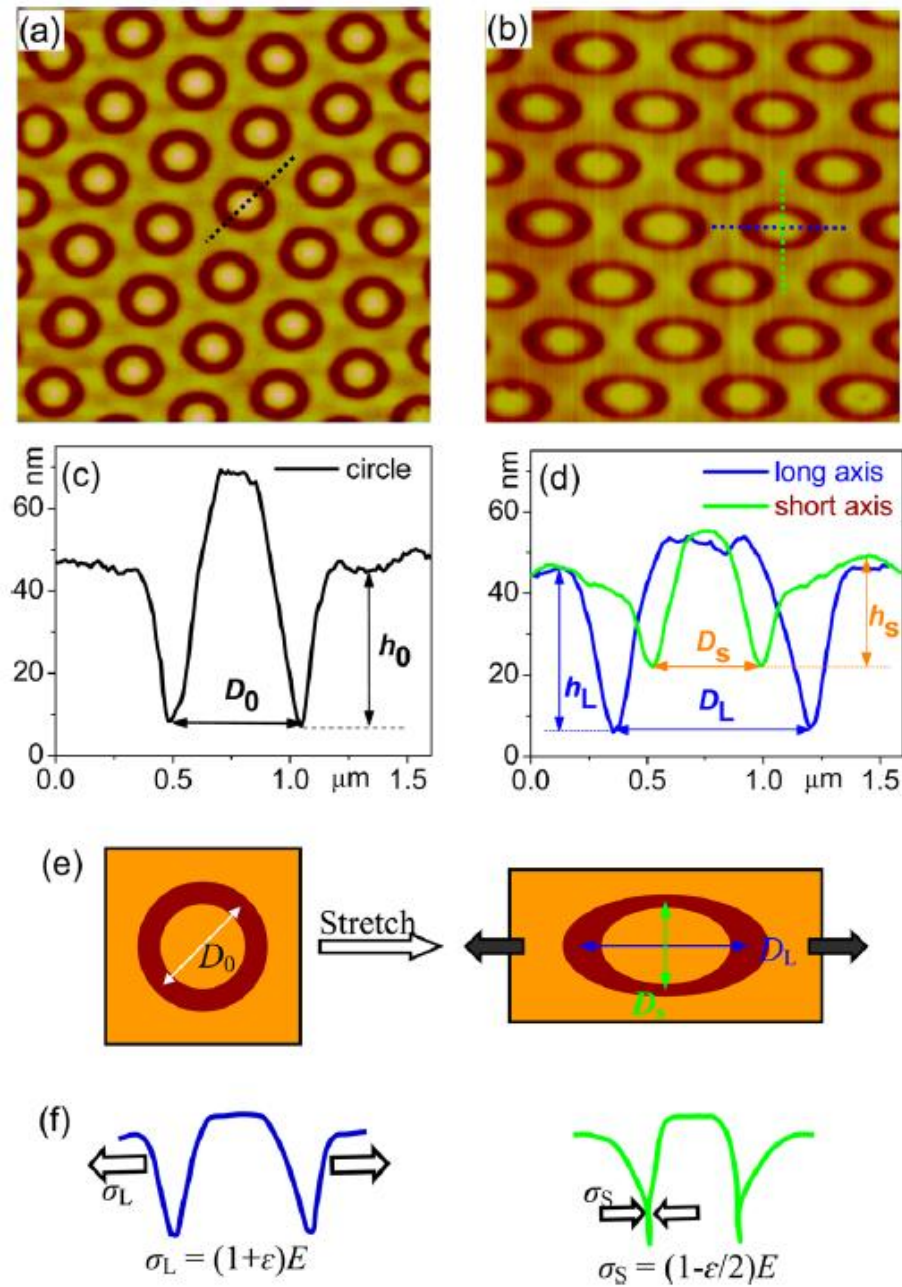 (a)
(b)
(c)
nm
circle
60
40
20
0
h0
D0
0.0 0.5 1.0 μm 1.5
(d)
nm
long axis
short axis
60
40
20
0
hL
Ds
hs
DL
0.0 0.5 1.0 μm 1.5
(e)
D0
Stretch
DL
Ds
(f)
σL
σL = (1+ε)E
σS
σS = (1-ε/2)E